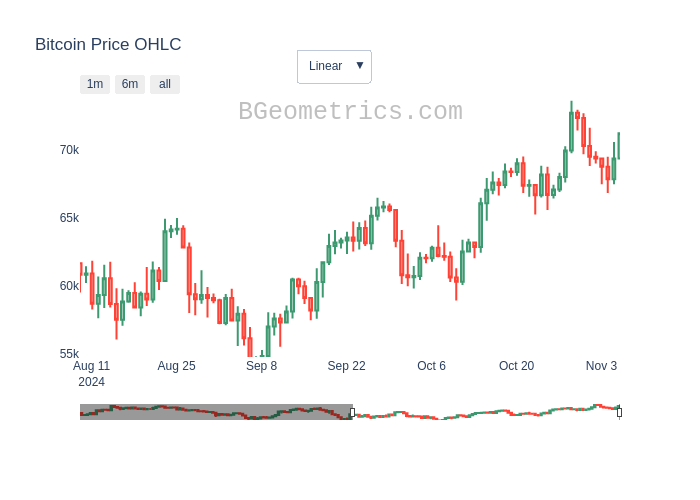 Bitcoin Price OHLC
Linear ▼
1m 6m all
BGeometrics.com
70k
65k
60k
55k
Aug 11 Aug 25 Sep 8 Sep 22 Oct 6 Oct 20 Nov 3
2024